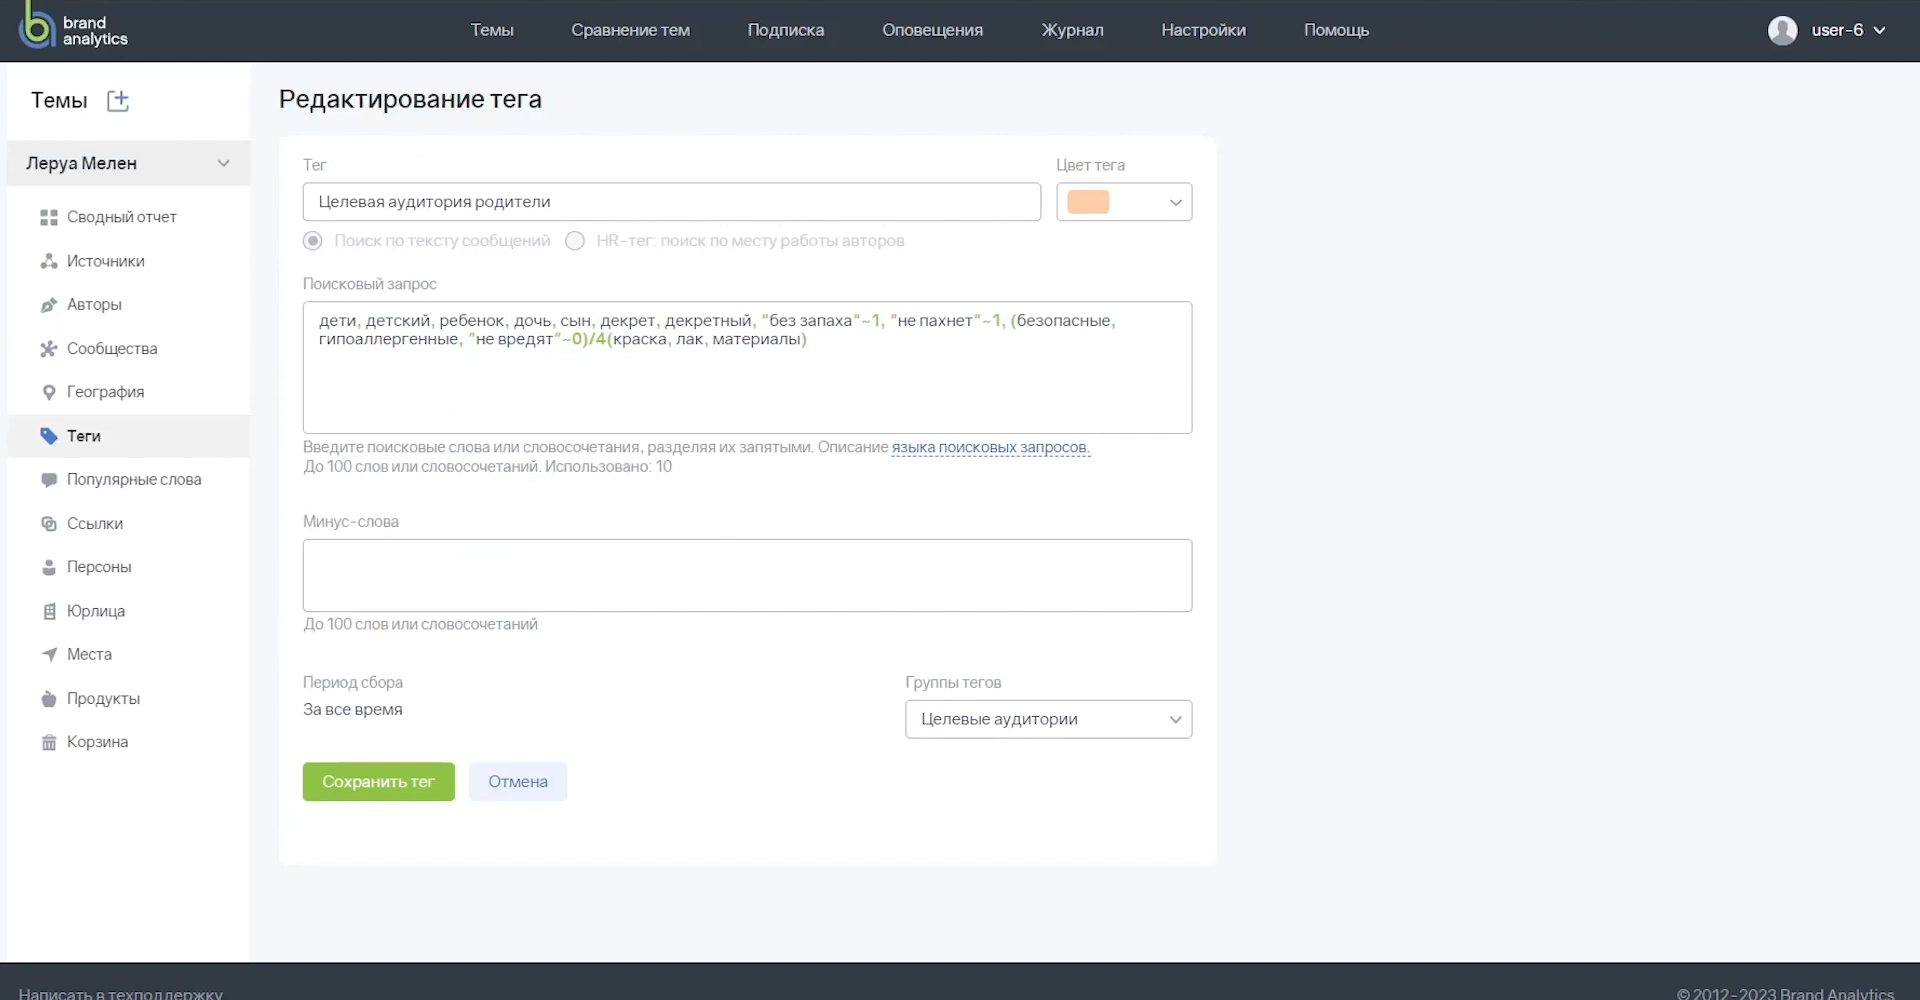 brand
analytics
Темы
Сравнение тем
Подписка
Оповещения
Журнал
Настройки
Помощь
user-6
Темы
Леруа Мелен
Сводный отчет
Источники
Авторы
Сообщества
География
Теги
Популярные слова
Ссылки
Персоны
Юрлица
Места
Продукты
Корзина
Редактирование тега
Тег
Цвет тега
Целевая аудитория родители
Поиск по тексту сообщений
HR-тег: поиск по месту работы авторов
Поисковый запрос
дети, детский, ребенок, дочь, сын, декрет, декретный, "без запаха"~1, "не пахнет"~1, (безопасные,
гипоаллергенные, "не вредят"~0)/4(краска, лак, материалы)
Введите поисковые слова или словосочетания, разделяя их запятыми. Описание языка поисковых запросов.
До 100 слов или словосочетаний. Использовано: 10
Минус-слова
До 100 слов или словосочетаний
Период сбора
За все время
Группы тегов
Целевые аудитории
Сохранить тег
Отмена
Написать в техподдержку
© 2012-2023 Brand Analytics